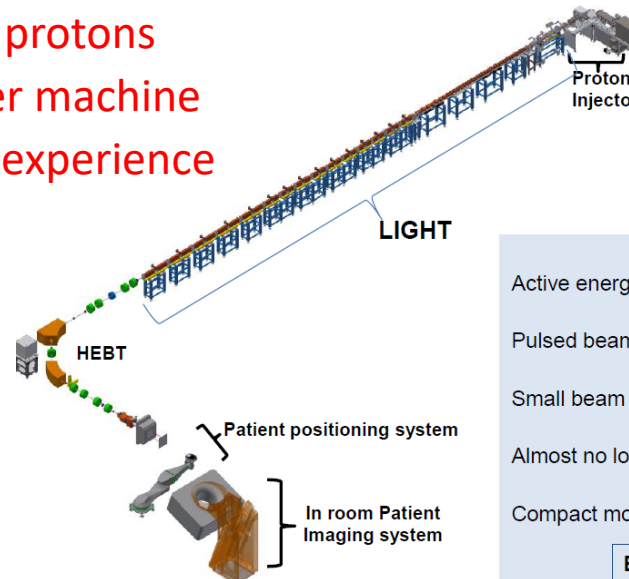 protons
er machine
experience
Proton
Injecto
LIGHT
HEBT
Patient positioning system
In room Patient
Imaging system
Active energ
Pulsed beam
Small beam
Almost no lo
Compact mo